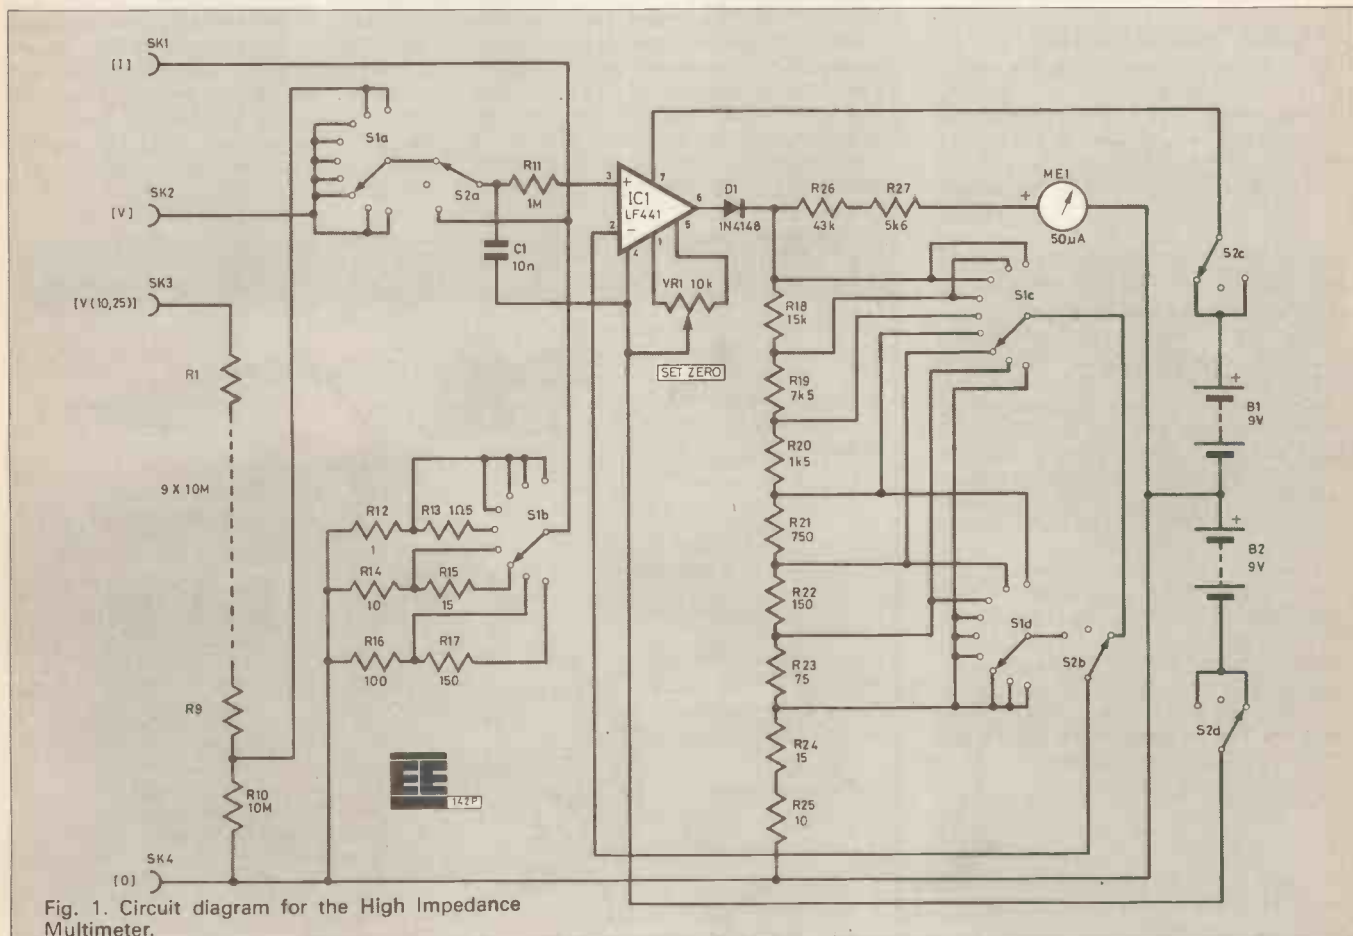 SK1
[I]
S1a
SK2
[V]
S2a
R11
1M
C1
10n
3
+
IC1
LF441
2
−
7
6
5
1
4
D1
1N4148
R26
43k
R27
5k6
+
ME1
50µA
VR1 10k
SET ZERO
S1c
S2c
SK3
[V(10,25)]
R1
9 X 10M
R9
R10
10M
R12
1
R13 1Ω5
S1b
R14
10
R15
15
R16
100
R17
150
R18
15k
R19
7k5
R20
1k5
R21
750
R22
150
R23
75
R24
15
R25
10
S1d
S2b
+
B1
9V
+
B2
9V
S2d
EE
142P
SK4
[0]
Fig. 1. Circuit diagram for the High Impedance
Multimeter.